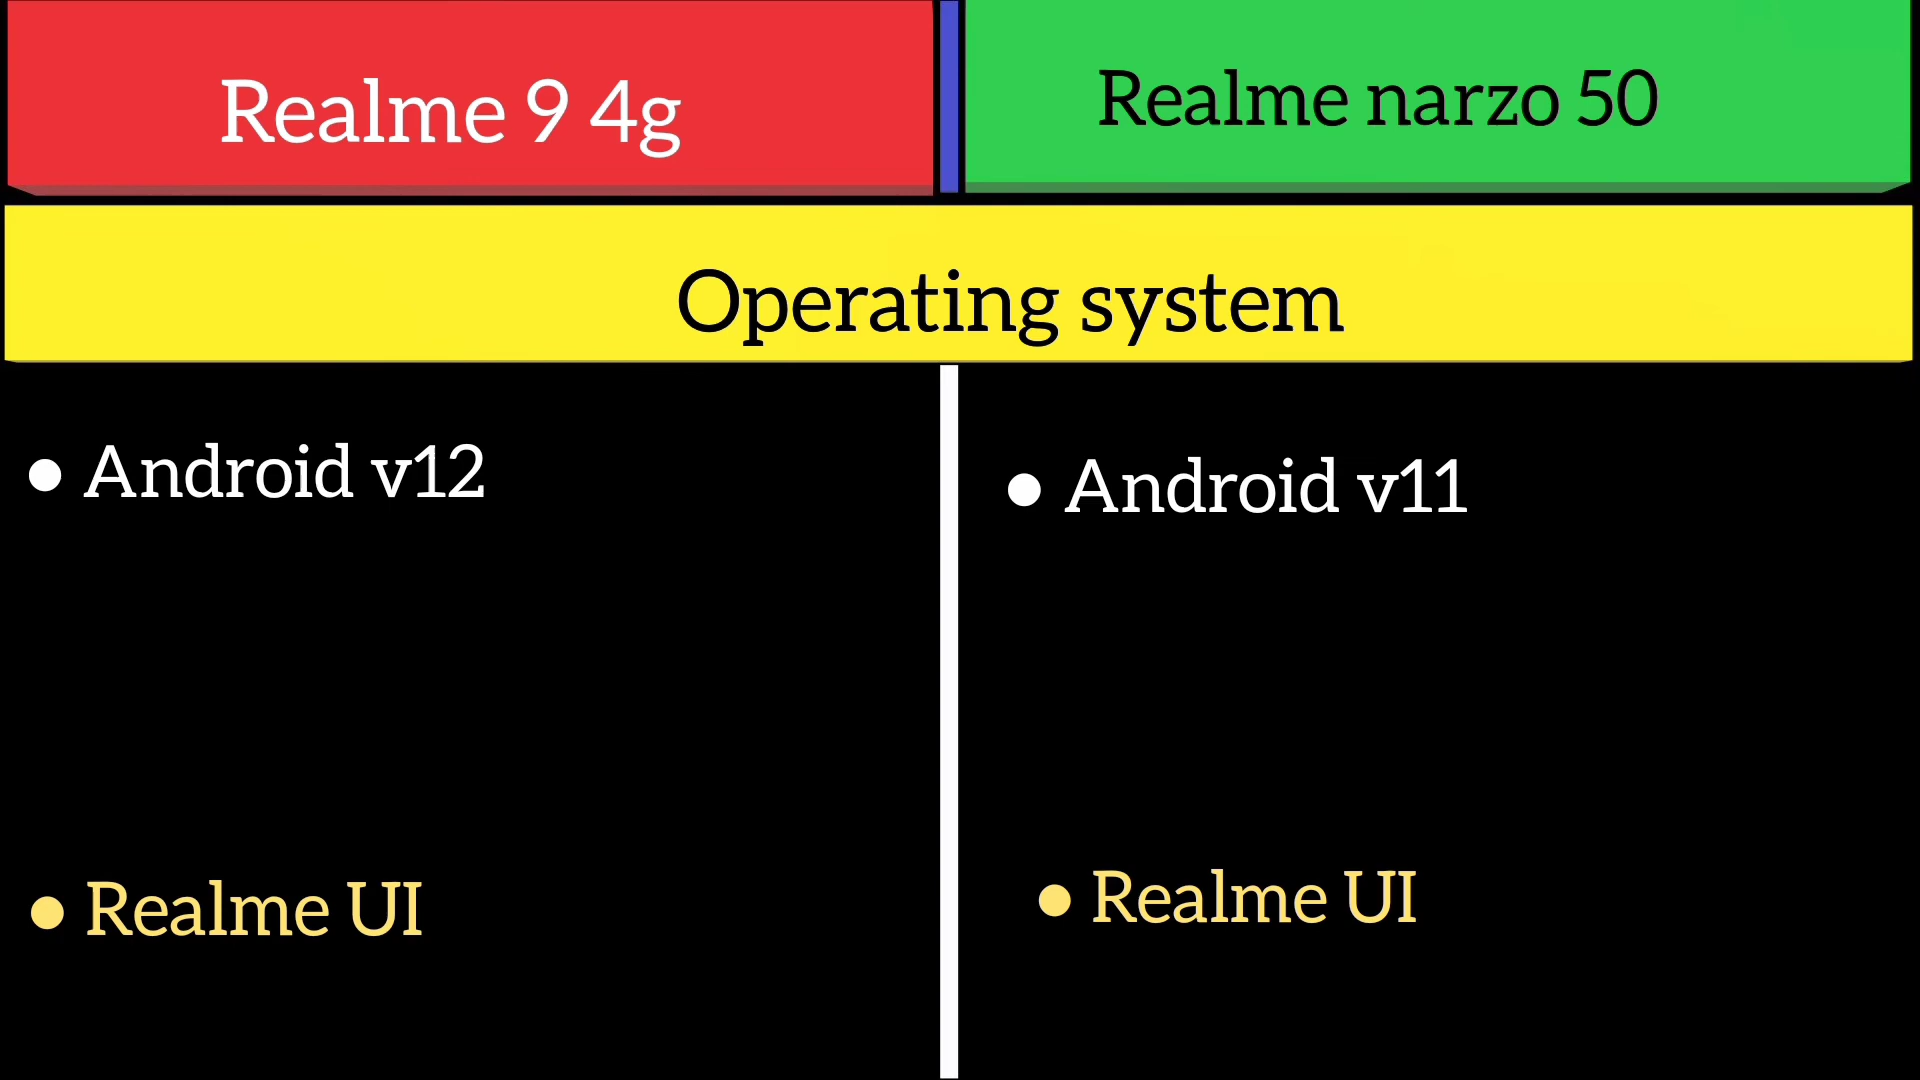 Realme 9 4g
Realme narzo 50
Operating system
• Android v12
• Android v11
• Realme UI
• Realme UI